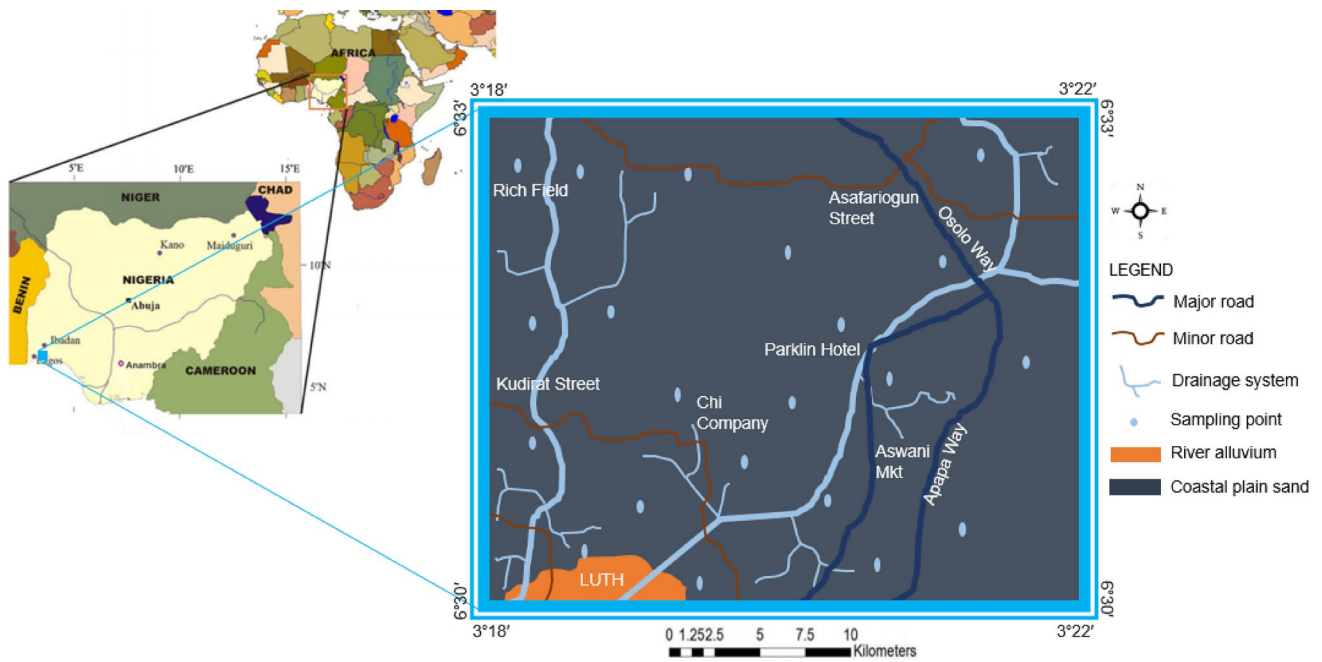 AFRICA
5°E
10°E
15°E
NIGER
CHAD
Kano
Maiduguri
NIGERIA
10°N
BENIN
Abuja
Ibadan
Lagos
Anambra
CAMEROON
5°N
3°18′
3°22′
6°33′
6°33′
Rich Field
Asafariogun
Street
Osolo Way
Parklin Hotel
Kudirat Street
Chi
Company
Aswani
Mkt
Apapa Way
LUTH
6°30′
6°30′
3°18′
3°22′
N
W
E
S
LEGEND
Major road
Minor road
Drainage system
Sampling point
River alluvium
Coastal plain sand
0 1.252.5 5 7.5 10
Kilometers